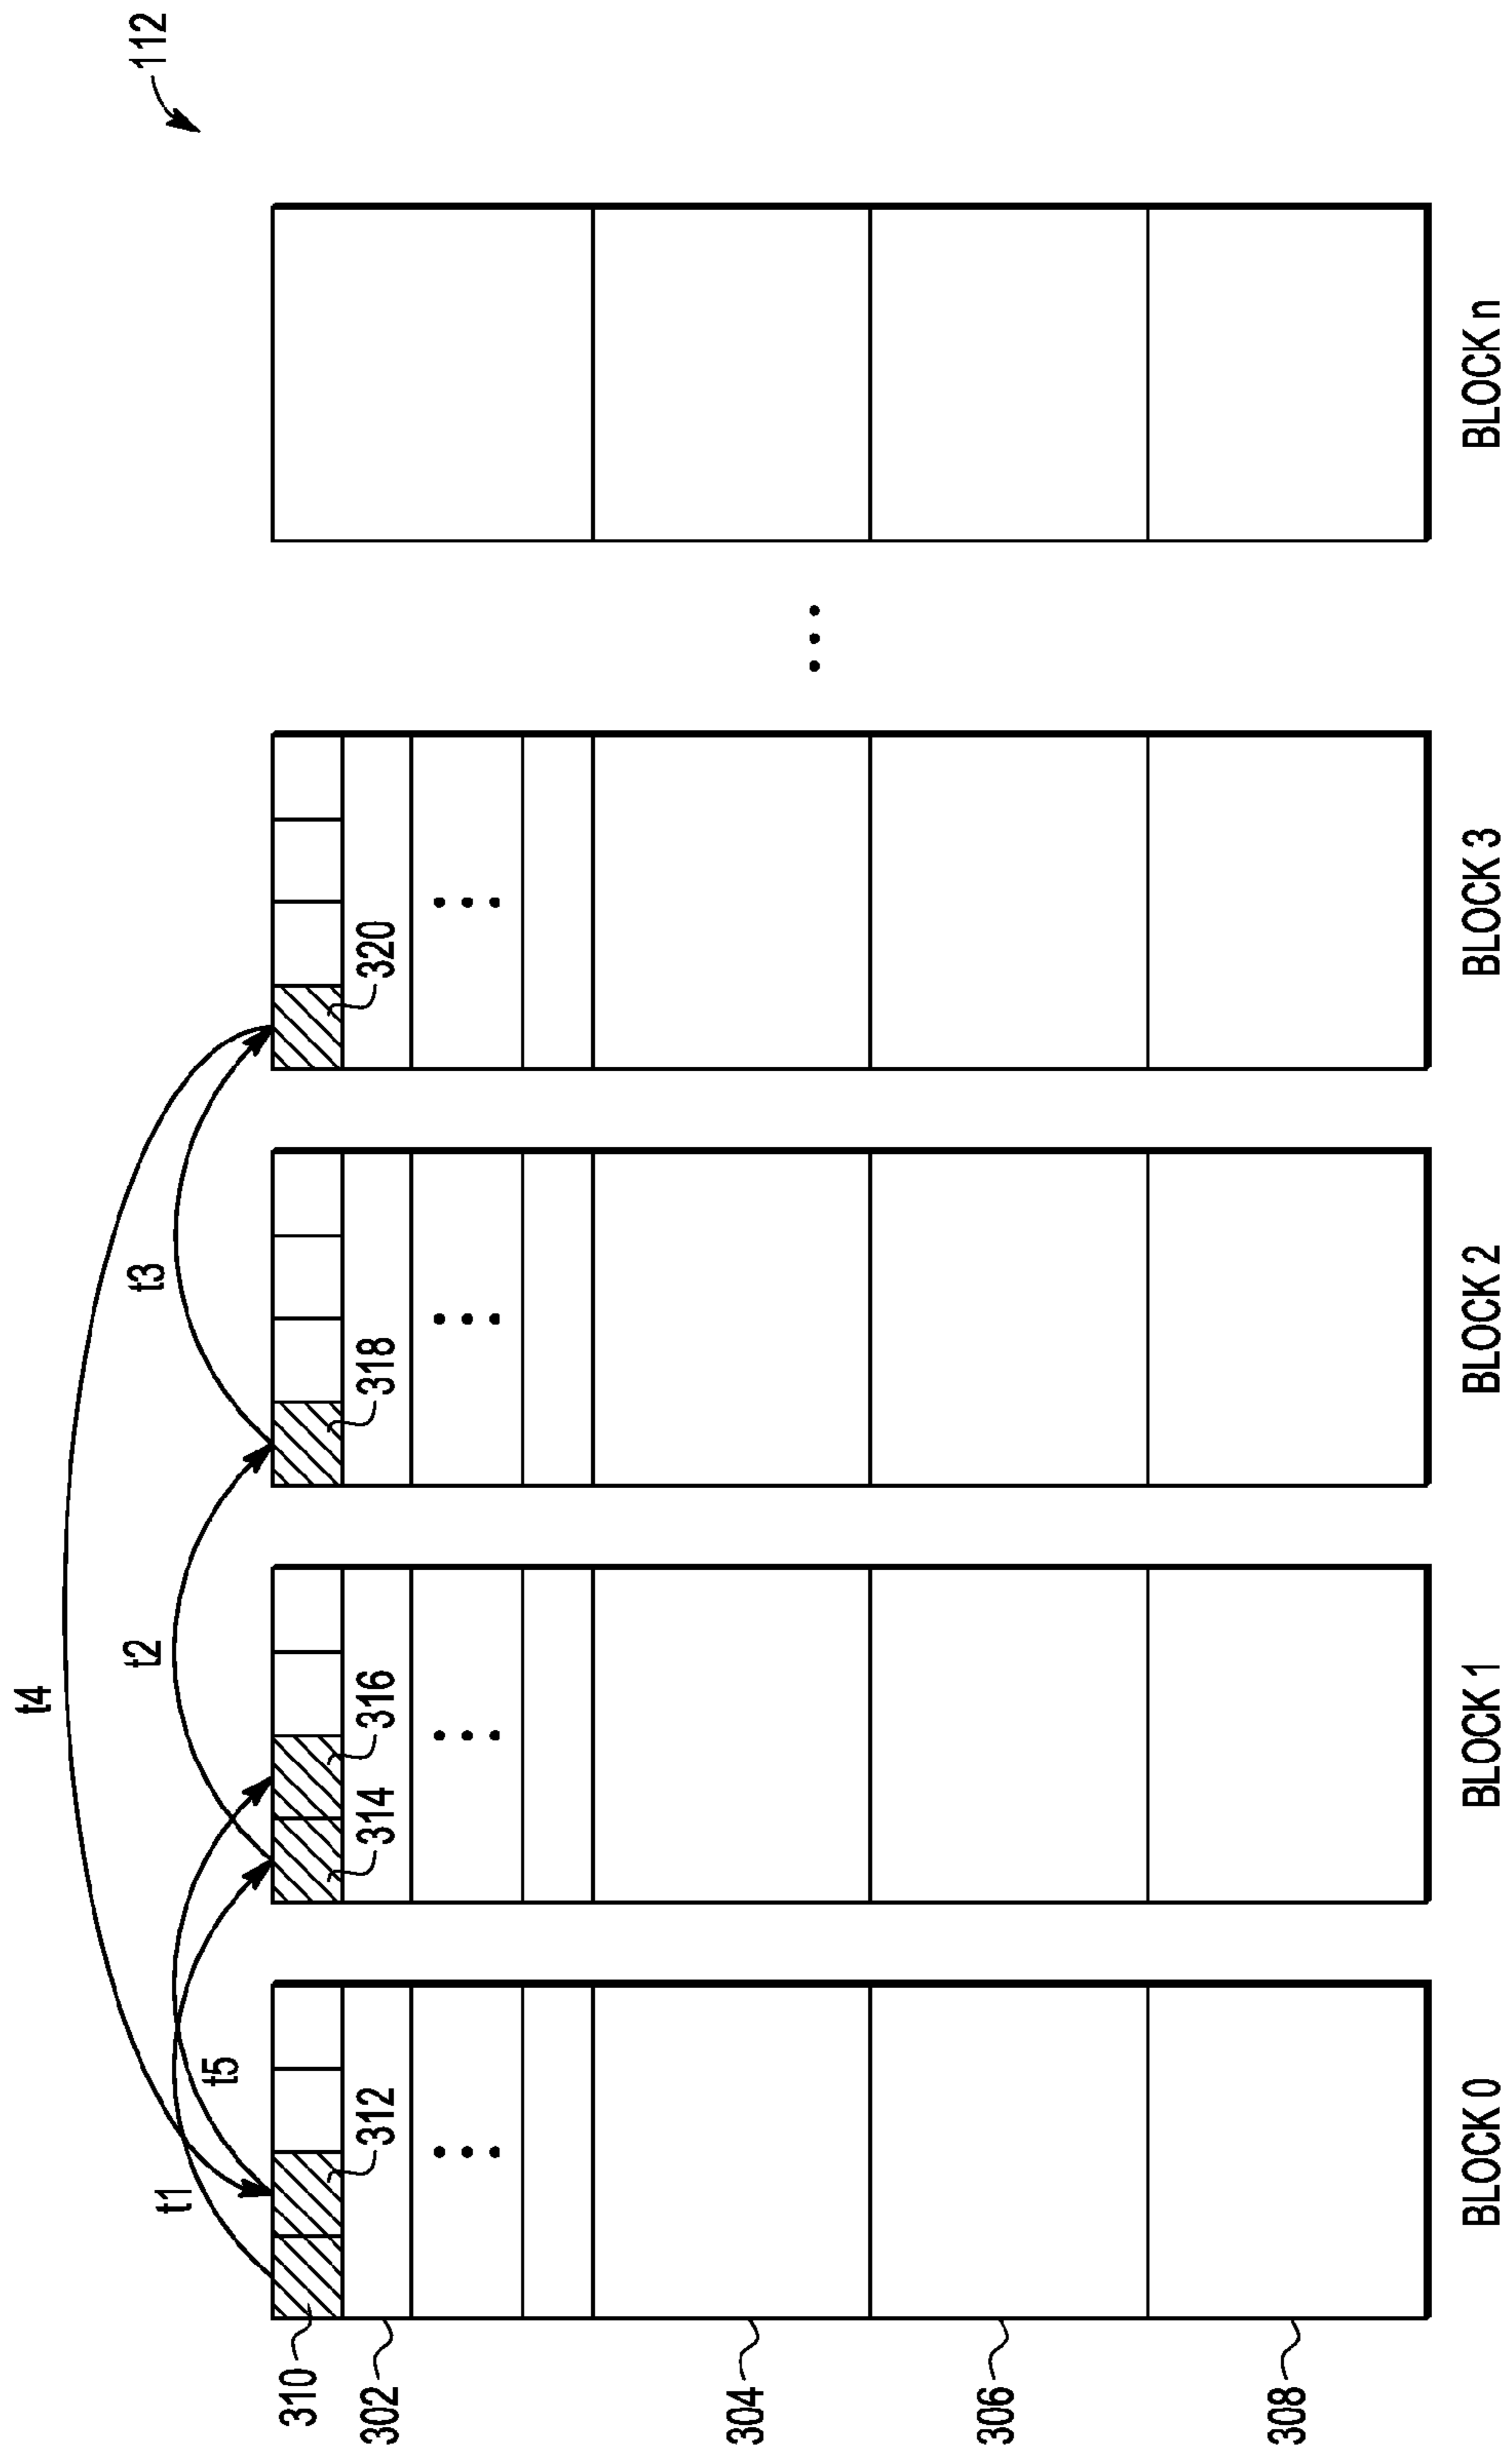 112
t4
t3
t2
t5
t1
310
312
314
316
318
320
302
304
306
308
BLOCK 0
BLOCK 1
BLOCK 2
BLOCK 3
BLOCK n